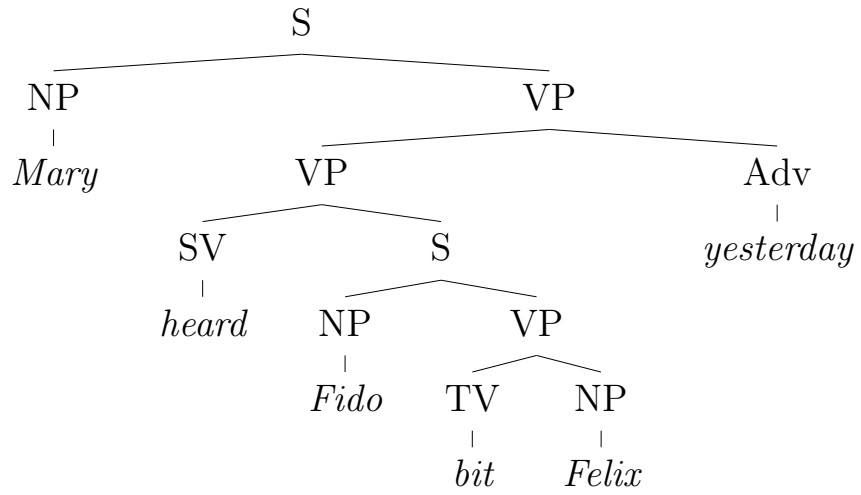 S
NP VP
Mary VP Adv
SV S yesterday
heard NP VP
Fido TV NP
bit Felix